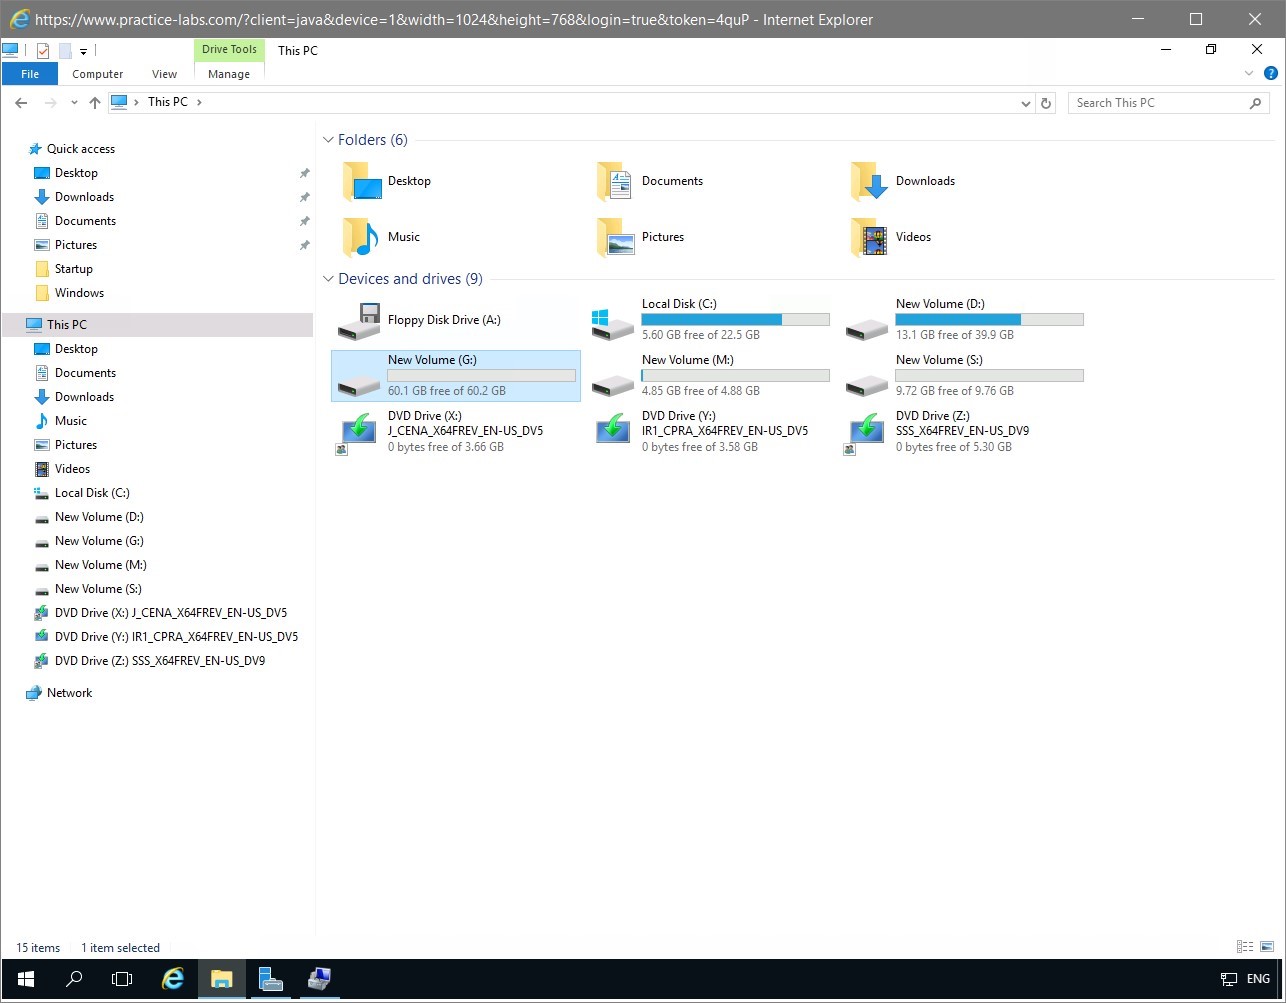 https://www.practice-labs.com/?client=java&device=1&width=1024&height=768&login=true&token=4quP - Internet Explorer
Drive Tools
This PC
File
Computer
View
Manage
This PC
Search This PC
Quick access
Desktop
Downloads
Documents
Pictures
Startup
Windows
This PC
Desktop
Documents
Downloads
Music
Pictures
Videos
Local Disk (C:)
New Volume (D:)
New Volume (G:)
New Volume (M:)
New Volume (S:)
DVD Drive (X:) J_CENA_X64FREV_EN-US_DV5
DVD Drive (Y:) IR1_CPRA_X64FREV_EN-US_DV5
DVD Drive (Z:) SSS_X64FREV_EN-US_DV9
Network
Folders (6)
Desktop
Documents
Downloads
Music
Pictures
Videos
Devices and drives (9)
Floppy Disk Drive (A:)
Local Disk (C:)
5.60 GB free of 22.5 GB
New Volume (D:)
13.1 GB free of 39.9 GB
New Volume (G:)
60.1 GB free of 60.2 GB
New Volume (M:)
4.85 GB free of 4.88 GB
New Volume (S:)
9.72 GB free of 9.76 GB
DVD Drive (X:)
J_CENA_X64FREV_EN-US_DV5
0 bytes free of 3.66 GB
DVD Drive (Y:)
IR1_CPRA_X64FREV_EN-US_DV5
0 bytes free of 3.58 GB
DVD Drive (Z:)
SSS_X64FREV_EN-US_DV9
0 bytes free of 5.30 GB
15 items
1 item selected
ENG